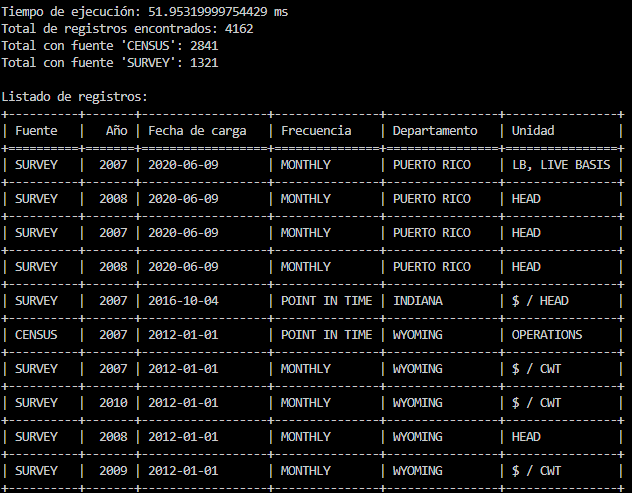 Tiempo de ejecución: 51.95319999754429 ms
Total de registros encontrados: 4162
Total con fuente 'CENSUS': 2841
Total con fuente 'SURVEY': 1321
Listado de registros:
+----------+-------+------------------+---------------+----------------+----------------+
| Fuente   |   Año | Fecha de carga   | Frecuencia    | Departamento   | Unidad         |
+==========+=======+==================+===============+================+================+
| SURVEY   |  2007 | 2020-06-09       | MONTHLY       | PUERTO RICO    | LB, LIVE BASIS |
+----------+-------+------------------+---------------+----------------+----------------+
| SURVEY   |  2008 | 2020-06-09       | MONTHLY       | PUERTO RICO    | HEAD           |
+----------+-------+------------------+---------------+----------------+----------------+
| SURVEY   |  2007 | 2020-06-09       | MONTHLY       | PUERTO RICO    | HEAD           |
+----------+-------+------------------+---------------+----------------+----------------+
| SURVEY   |  2008 | 2020-06-09       | MONTHLY       | PUERTO RICO    | HEAD           |
+----------+-------+------------------+---------------+----------------+----------------+
| SURVEY   |  2007 | 2016-10-04       | POINT IN TIME | INDIANA        | $ / HEAD       |
+----------+-------+------------------+---------------+----------------+----------------+
| CENSUS   |  2007 | 2012-01-01       | POINT IN TIME | WYOMING        | OPERATIONS     |
+----------+-------+------------------+---------------+----------------+----------------+
| SURVEY   |  2007 | 2012-01-01       | MONTHLY       | WYOMING        | $ / CWT        |
+----------+-------+------------------+---------------+----------------+----------------+
| SURVEY   |  2010 | 2012-01-01       | MONTHLY       | WYOMING        | $ / CWT        |
+----------+-------+------------------+---------------+----------------+----------------+
| SURVEY   |  2008 | 2012-01-01       | MONTHLY       | WYOMING        | HEAD           |
+----------+-------+------------------+---------------+----------------+----------------+
| SURVEY   |  2009 | 2012-01-01       | MONTHLY       | WYOMING        | $ / CWT        |
+----------+-------+------------------+---------------+----------------+----------------+